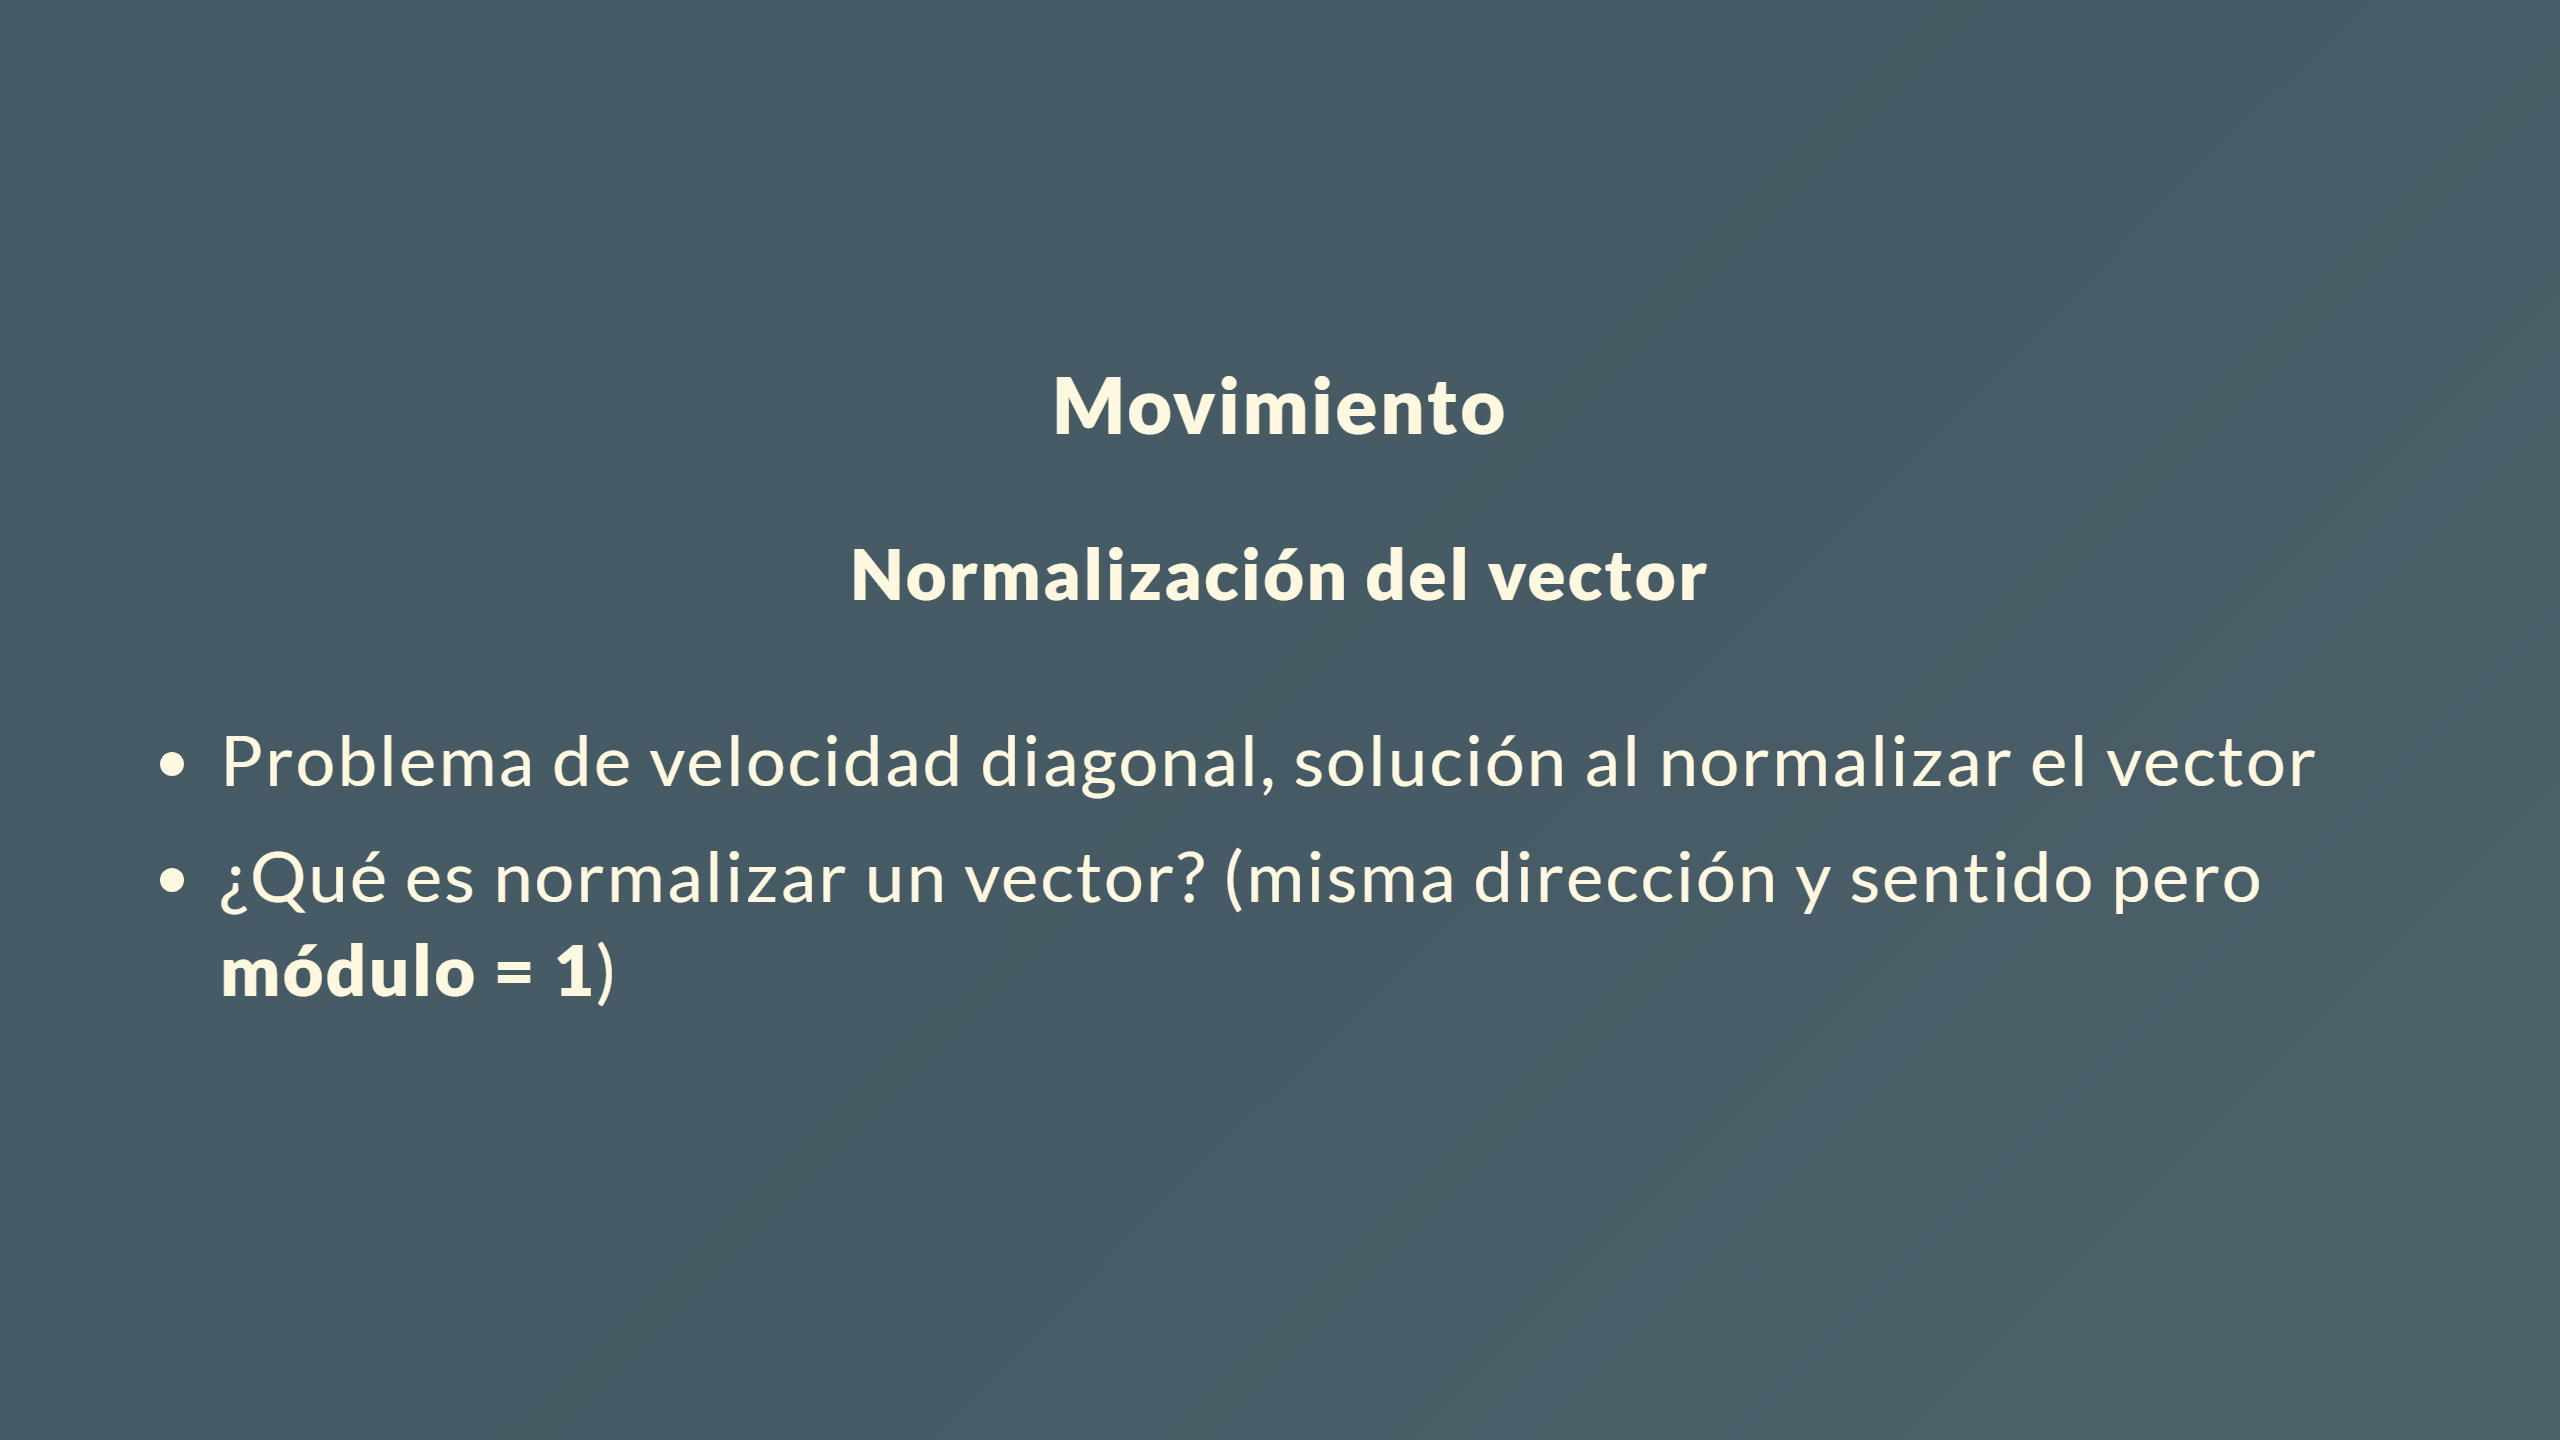 Movimiento
Normalización del vector
• Problema de velocidad diagonal, solución al normalizar el vector
• ¿Qué es normalizar un vector? (misma dirección y sentido pero
módulo = 1)